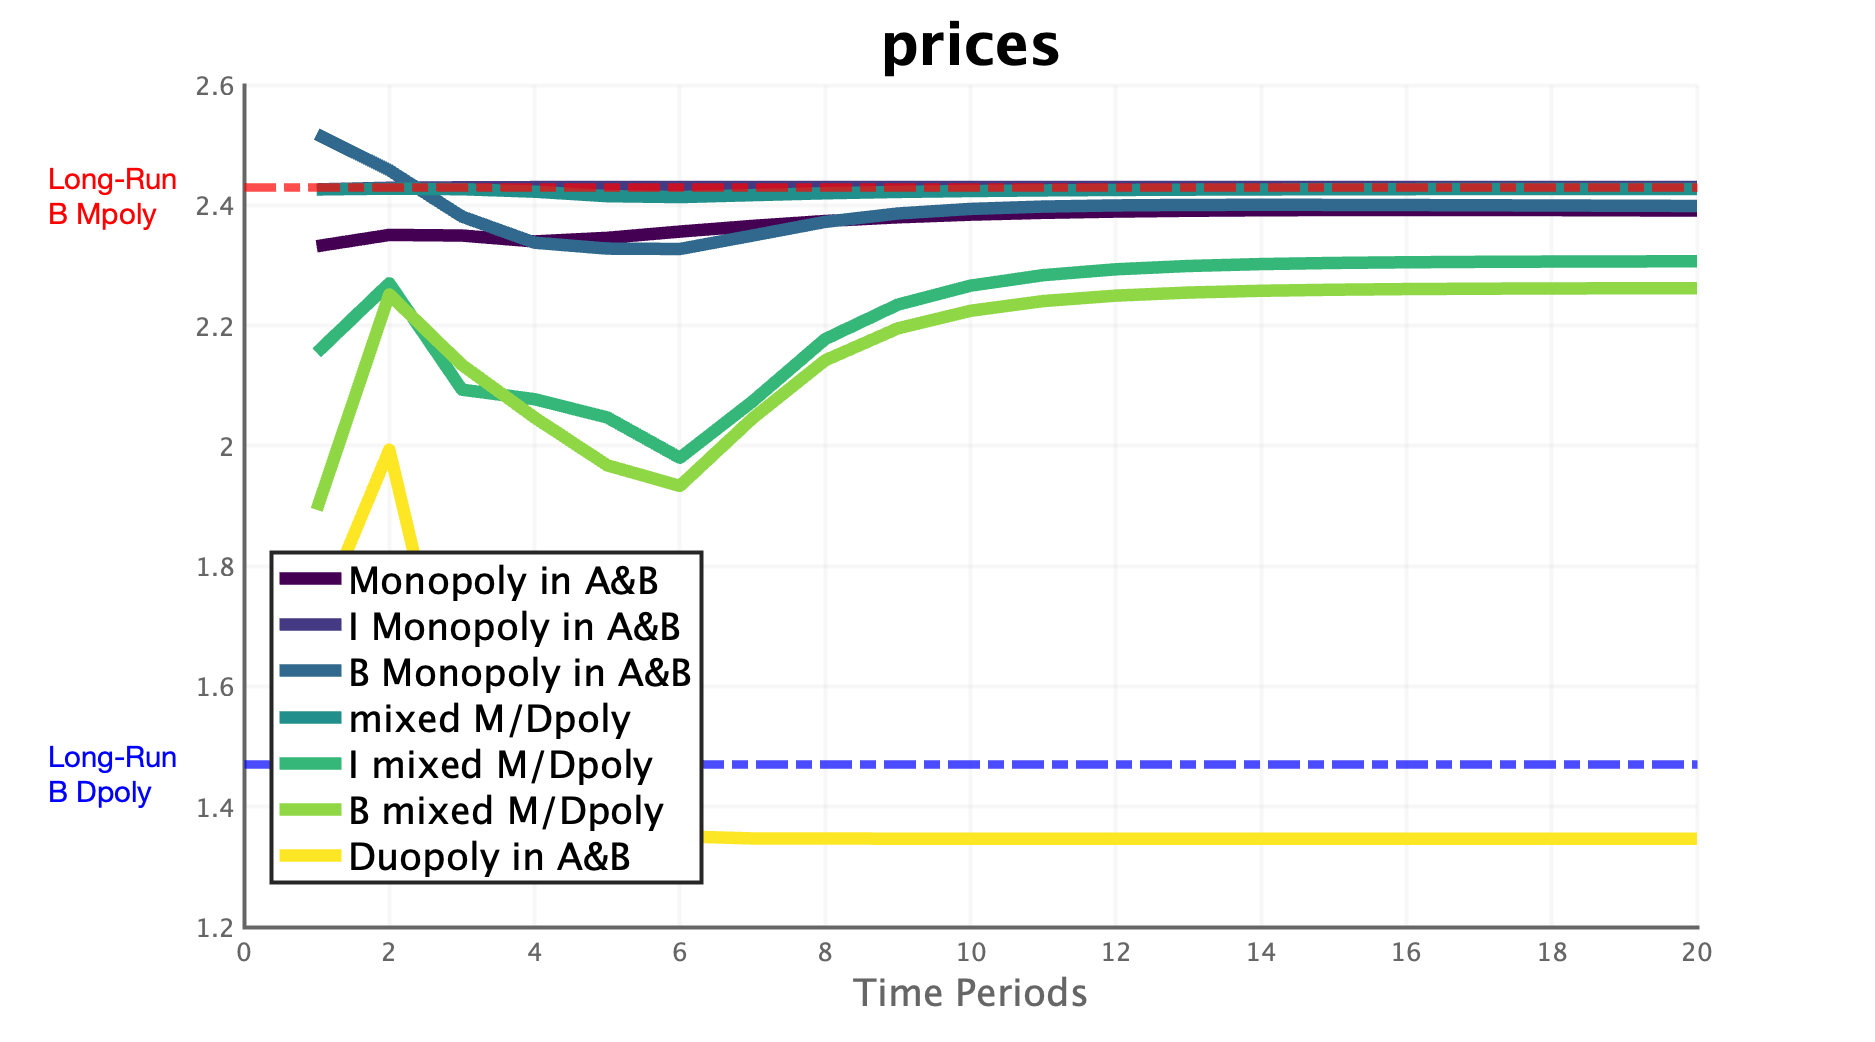 prices
2.6
Long-Run
B Mpoly
2.4
2.2
2
1.8
Monopoly in A&B
I Monopoly in A&B
B Monopoly in A&B
mixed M/Dpoly
I mixed M/Dpoly
B mixed M/Dpoly
Duopoly in A&B
1.6
Long-Run
B Dpoly
1.4
1.2
0 2 4 6 8 10 12 14 16 18 20
Time Periods